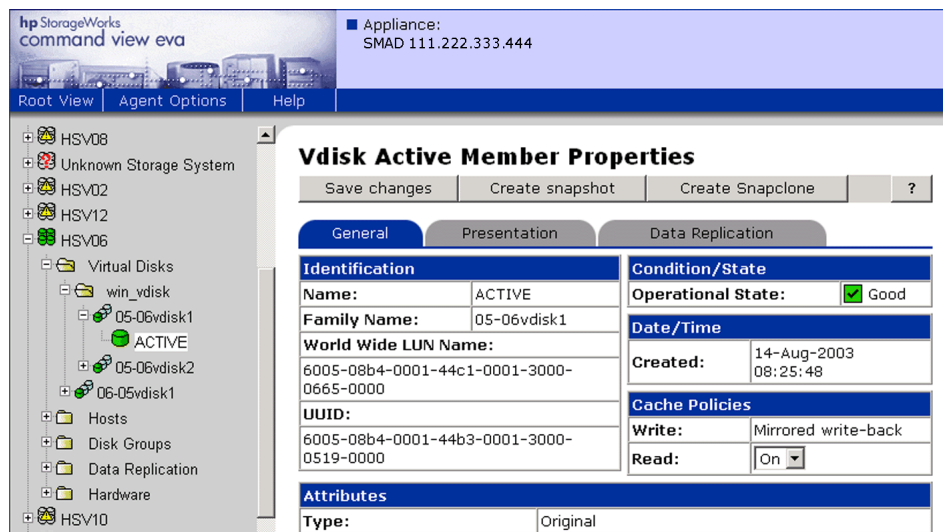 hp StorageWorks
command view eva
Appliance:
SMAD 111.222.333.444
Root View
Agent Options
Help
HSV08
Unknown Storage System
HSV02
HSV12
HSV06
Virtual Disks
win_vdisk
05-06vdisk1
ACTIVE
05-06vdisk2
06-05vdisk1
Hosts
Disk Groups
Data Replication
Hardware
HSV10
Vdisk Active Member Properties
Save changes
Create snapshot
Create Snapclone
?
General
Presentation
Data Replication
Identification
Name: ACTIVE
Family Name: 05-06vdisk1
World Wide LUN Name:
6005-08b4-0001-44c1-0001-3000-
0665-0000
UUID:
6005-08b4-0001-44b3-0001-3000-
0519-0000
Condition/State
Operational State: Good
Date/Time
Created: 14-Aug-2003
08:25:48
Cache Policies
Write: Mirrored write-back
Read: On
Attributes
Type: Original